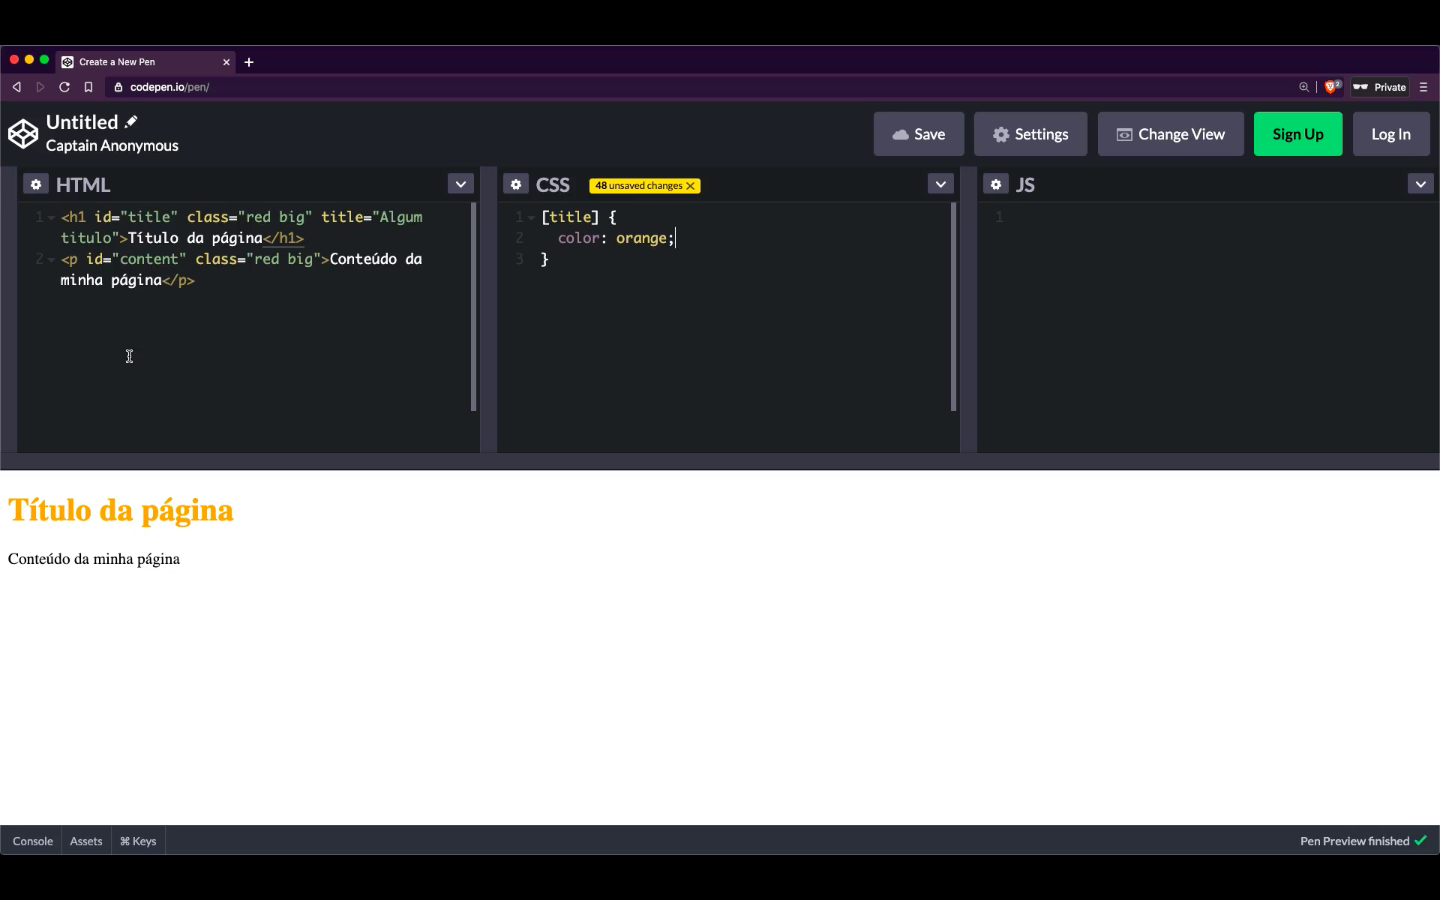 Create a New Pen
codepen.io/pen/
2
Private
Untitled
Captain Anonymous
Save
Settings
Change View
Sign Up
Log In
HTML
CSS
48 unsaved changes
JS
1 <h1 id="title" class="red big" title="Algum
titulo">Título da página</h1>
2 <p id="content" class="red big">Conteúdo da
minha página</p>
1 [title] {
2 color: orange;
3 }
1
Título da página
Conteúdo da minha página
Console
Assets
⌘ Keys
Pen Preview finished